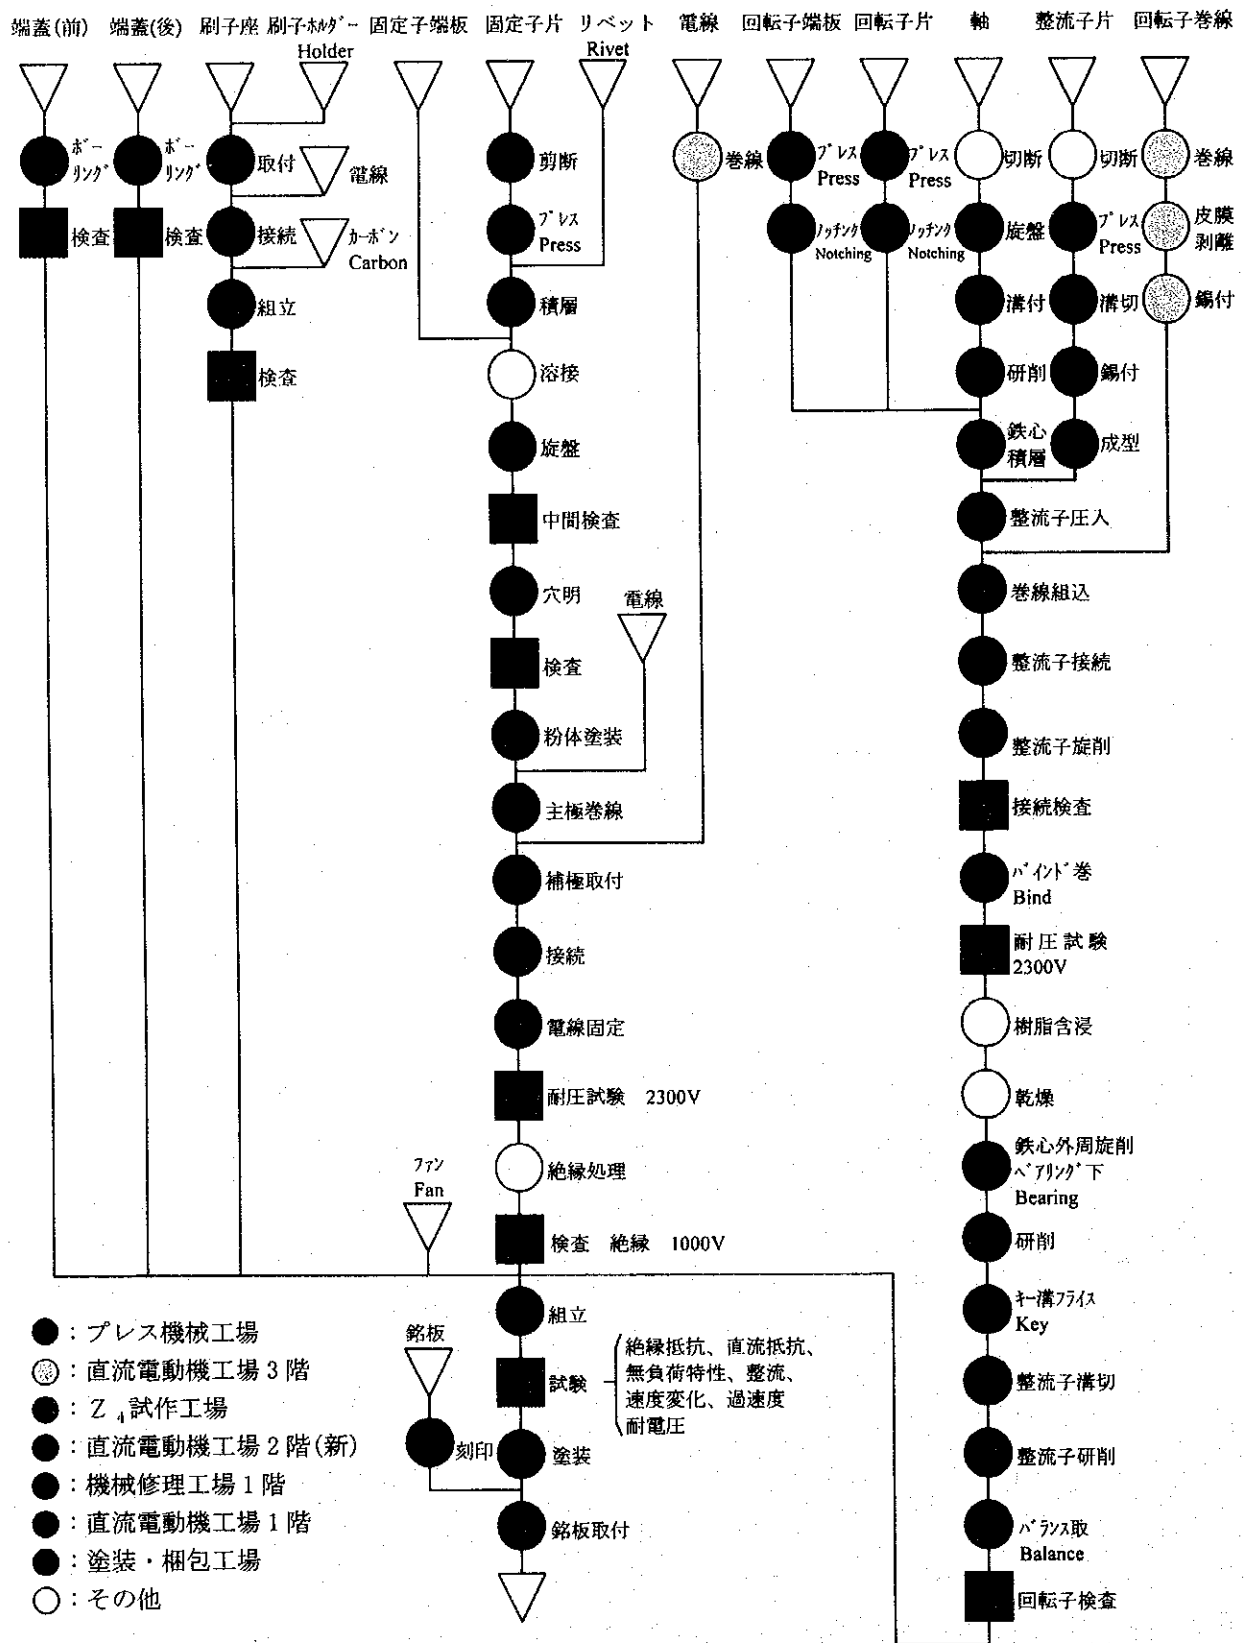 端蓋(前)
端蓋(後)
刷子座
刷子ホルダー
Holder
固定子端板
固定子片
リベット
Rivet
電線
回転子端板
回転子片
軸
整流子片
回転子巻線
ボー
リング
検査
ボー
リング
検査
取付
電線
接続
カーボン
Carbon
組立
検査
剪断
プレス
Press
積層
溶接
旋盤
中間検査
穴明
検査
電線
粉体塗装
主極巻線
補極取付
接続
電線固定
耐圧試験 2300V
絶縁処理
ファン
Fan
検査 絶縁 1000V
組立
試験
絶縁抵抗、直流抵抗、
無負荷特性、整流、
速度変化、過速度
耐電圧
銘板
刻印
塗装
銘板取付
巻線
プレス
Press
ノッチング
Notching
プレス
Press
ノッチング
Notching
切断
旋盤
溝付
研削
鉄心
積層
切断
プレス
Press
溝切
錫付
成型
巻線
皮膜
剥離
錫付
整流子圧入
巻線組込
整流子接続
整流子旋削
接続検査
バインド巻
Bind
耐圧試験
2300V
樹脂含浸
乾燥
鉄心外周旋削
ベアリング下
Bearing
研削
キー溝フライス
Key
整流子溝切
整流子研削
バランス取
Balance
回転子検査
：プレス機械工場
：直流電動機工場3階
：Z₄試作工場
：直流電動機工場2階(新)
：機械修理工場1階
：直流電動機工場1階
：塗装・梱包工場
：その他